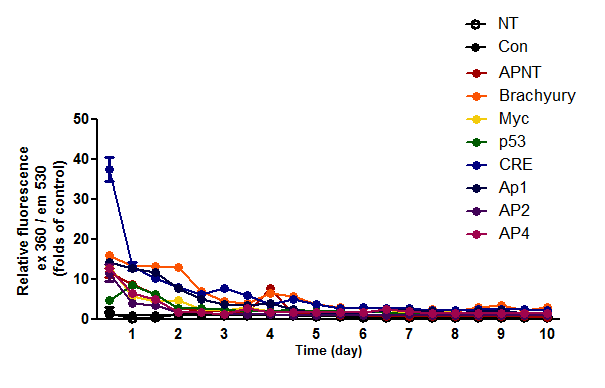 NT
Con
APNT
Brachyury
Myc
p53
CRE
Ap1
AP2
AP4
Relative fluorescence
ex 360 / em 530
(folds of control)
50
40
30
20
10
0
1 2 3 4 5 6 7 8 9 10
Time (day)